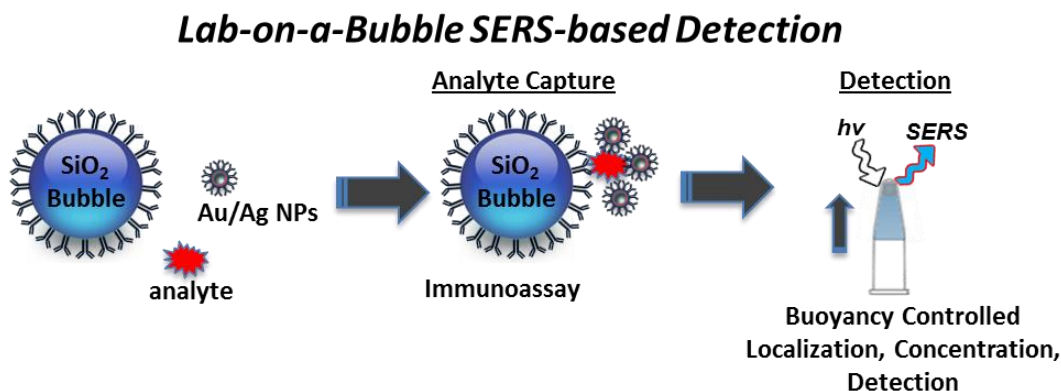 Lab-on-a-Bubble SERS-based Detection
SiO₂
Bubble
Au/Ag NPs
analyte
Analyte Capture
SiO₂
Bubble
Immunoassay
Detection
hv
SERS
Buoyancy Controlled
Localization, Concentration,
Detection